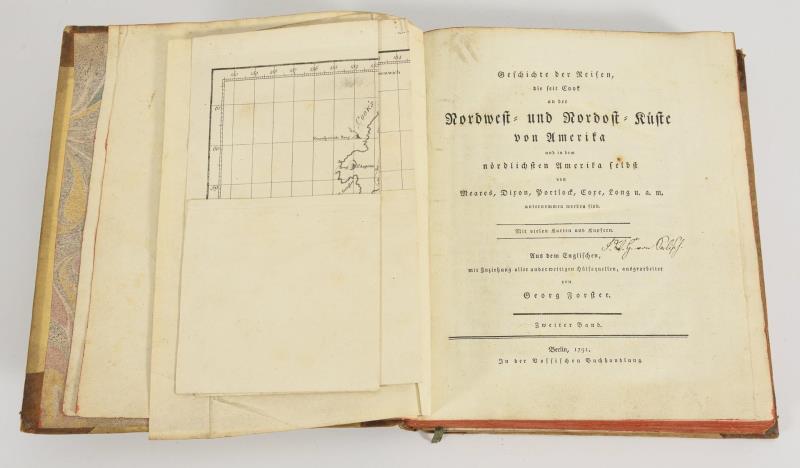 COOK'S
Geschichte der Reisen,
die seit Cook
an der
Nordwest- und Nordost-Küste
von Amerika
und in dem
nördlichsten Amerika selbst
von
Meares, Dixon, Portlock, Coxe, Long u. a. m.
unternommen worden sind.
Mit vielen Karten und Kupfern.
Aus dem Englischen,
mit Zuziehung aller anderweitigen Hülfsquellen, ausgearbeitet
von
Georg Forster.
Zweiter Band.
Berlin, 1791.
In der Vossischen Buchhandlung